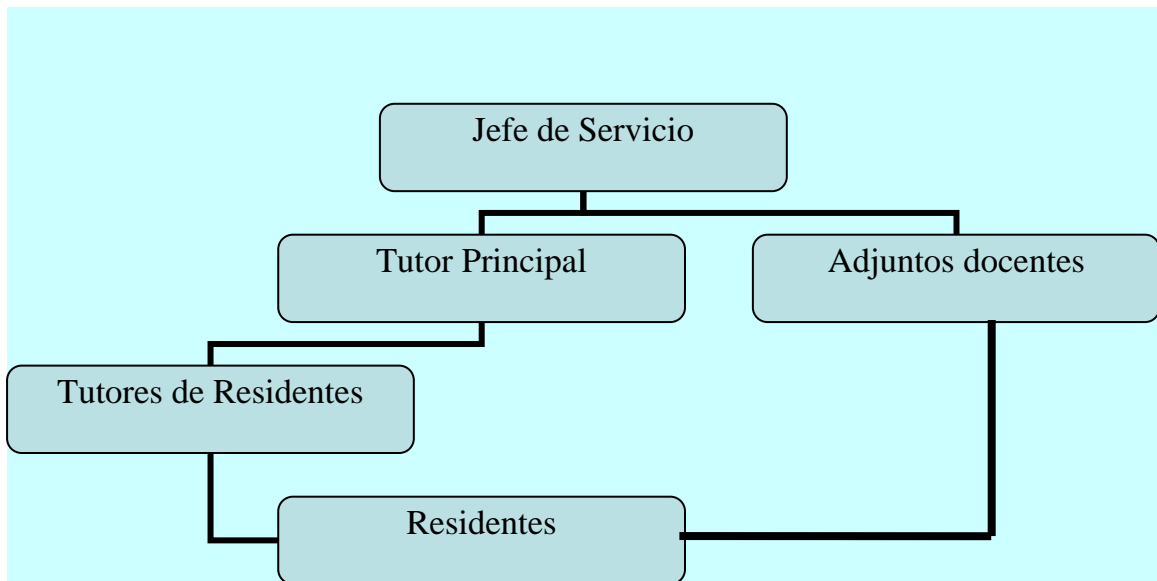 Jefe de Servicio
Tutor Principal
Adjuntos docentes
Tutores de Residentes
Residentes